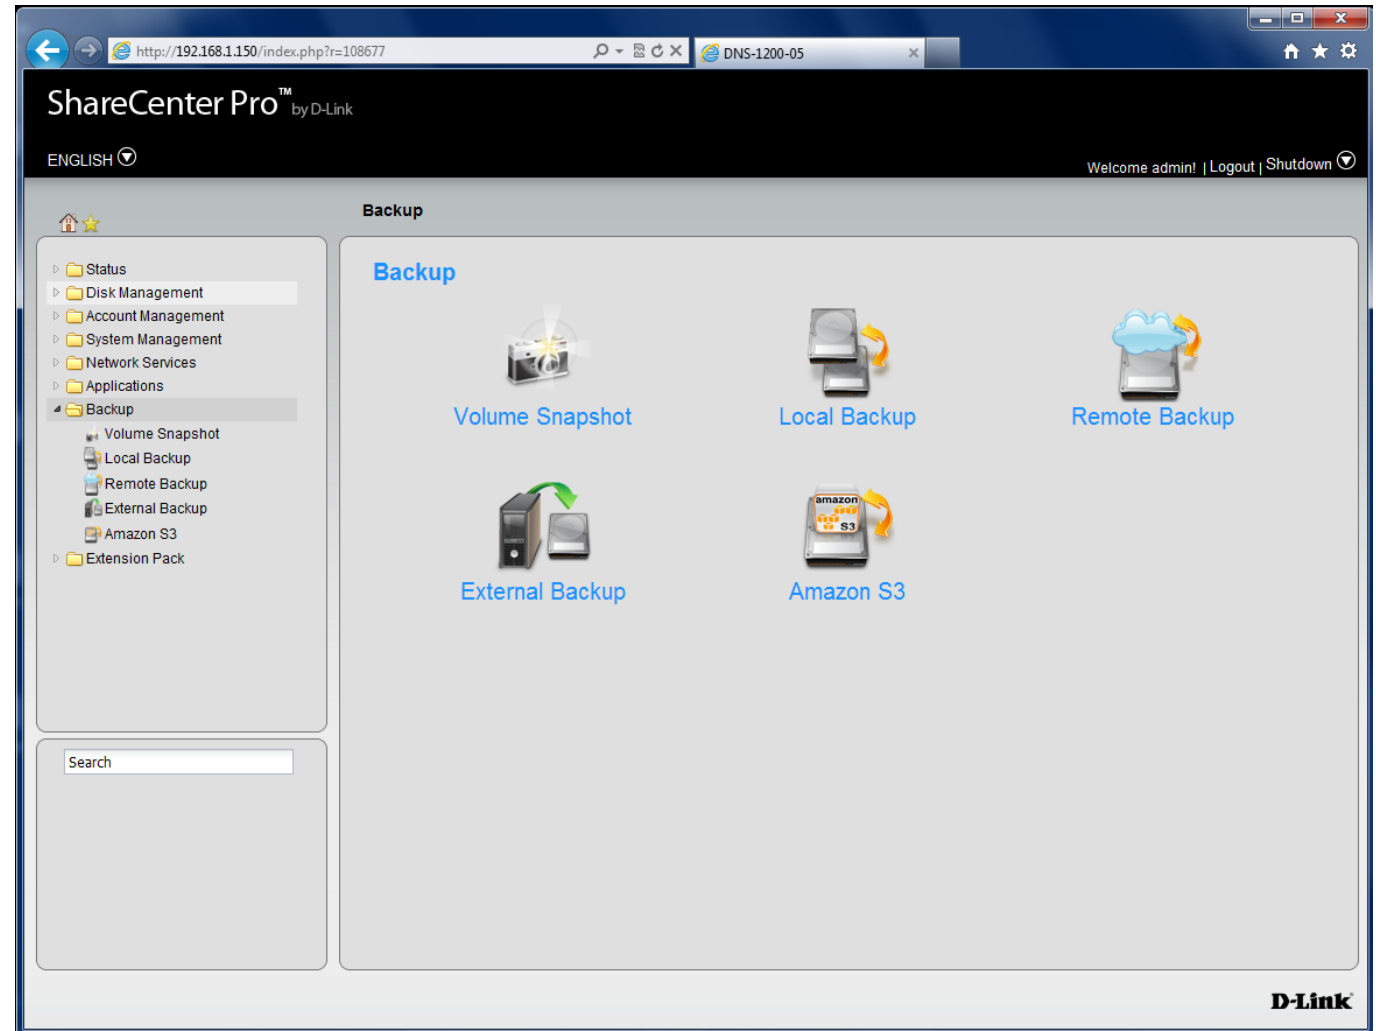 http://192.168.1.150/index.php?r=108677
DNS-1200-05
ShareCenter Pro™ by D-Link
ENGLISH
Welcome admin! | Logout | Shutdown
Backup
Status
Disk Management
Account Management
System Management
Network Services
Applications
Backup
Volume Snapshot
Local Backup
Remote Backup
External Backup
Amazon S3
Extension Pack
Search
Backup
Volume Snapshot
Local Backup
Remote Backup
amazon
S3
External Backup
Amazon S3
D-Link